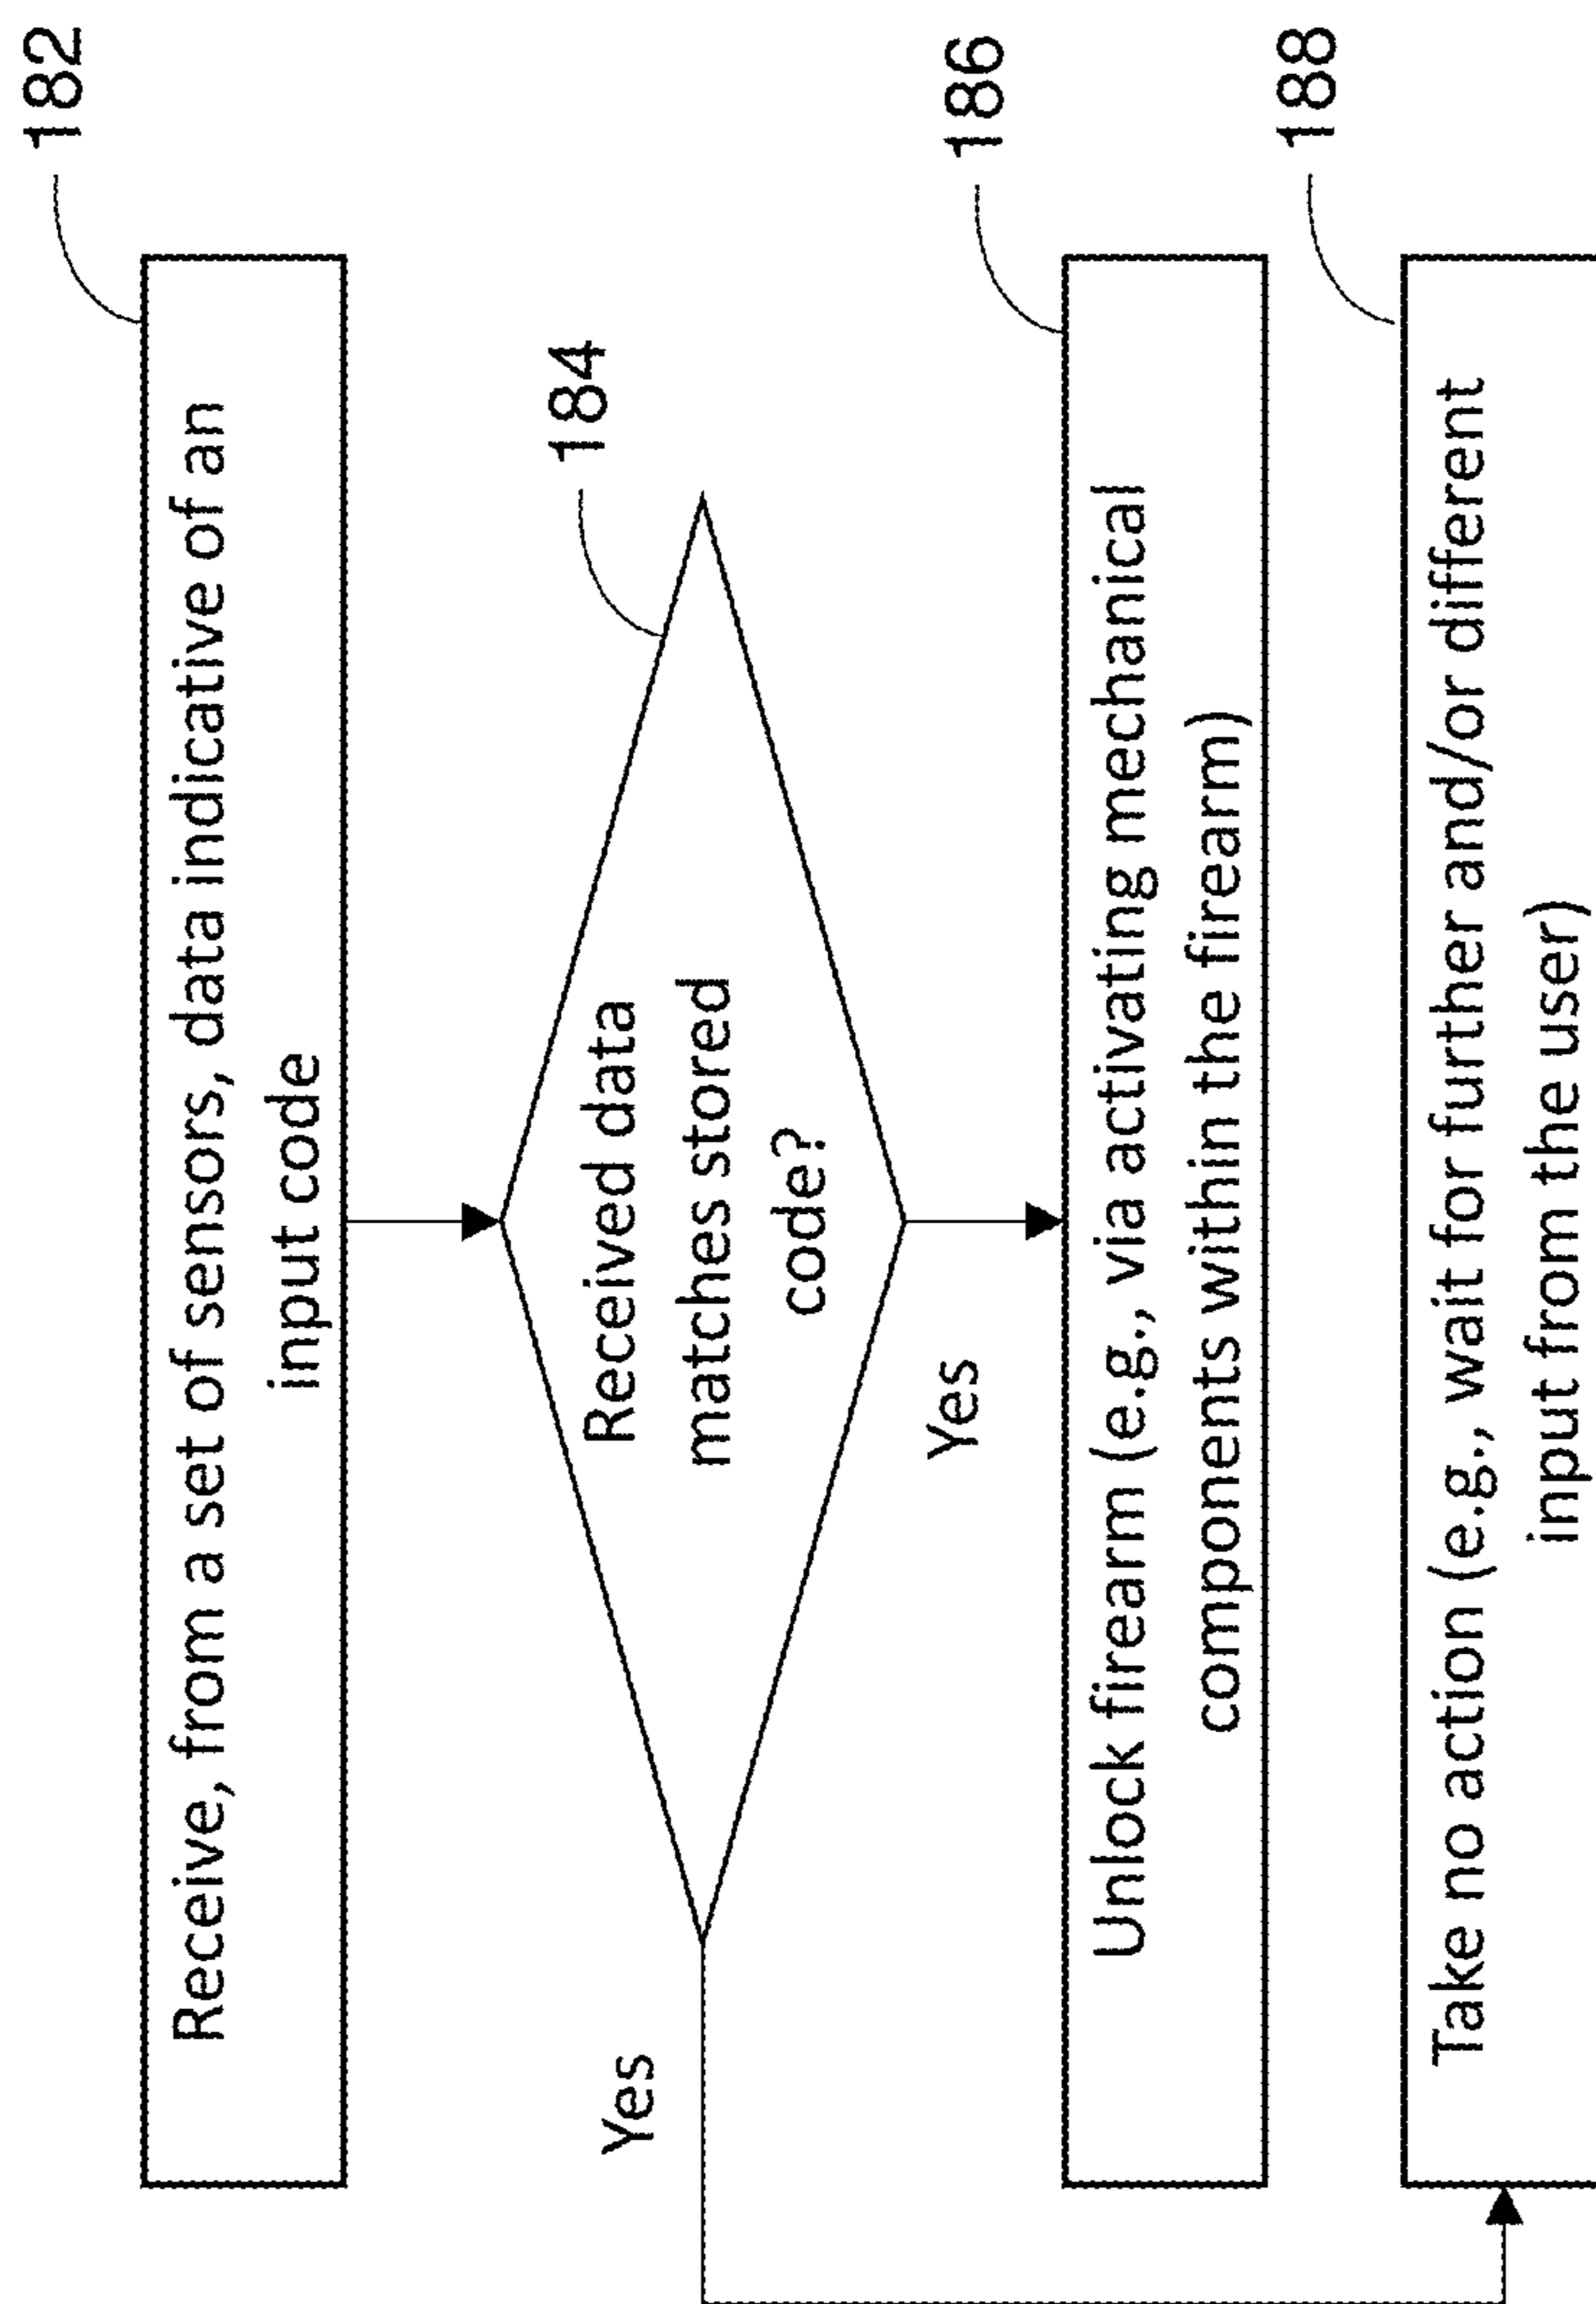 182
Receive, from a set of sensors, data indicative of an
input code
184
Received data
matches stored
code?
Yes
Yes
186
Unlock firearm (e.g., via activating mechanical
components within the firearm)
188
Take no action (e.g., wait for further and/or different
input from the user)